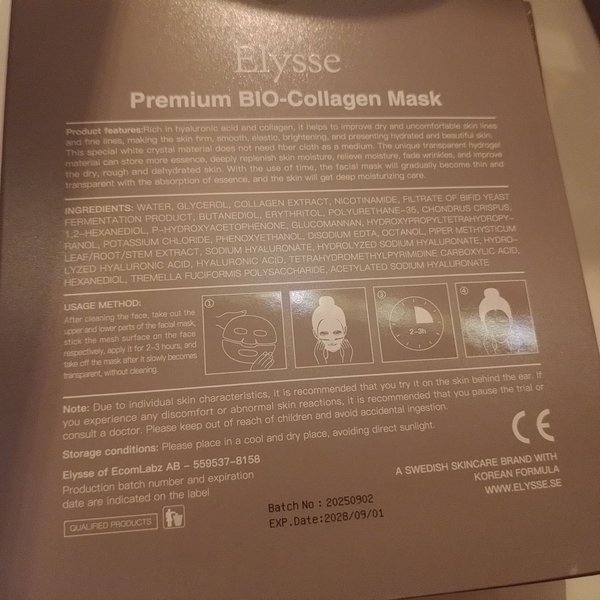 Elysse
Premium BIO-Collagen Mask
Product features:Rich in hyaluronic acid and collagen, it helps to improve dry and uncomfortable skin lines
and fine lines, making the skin firm, smooth, elastic, brightening, and presenting hydrated and beautiful skin.
This special white crystal material does not need fiber cloth as a medium. The unique transparent hydrogel
material can store more essence, deeply replenish skin moisture, relieve moisture, fade wrinkles, and improve
the dry, rough and dehydrated skin. With the use of time, the facial mask will gradually become thin and
transparent with the absorption of essence, and the skin will get deep moisturizing care.
INGREDIENTS: WATER, GLYCEROL, COLLAGEN EXTRACT, NICOTINAMIDE, FILTRATE OF BIFID YEAST
FERMENTATION PRODUCT, BUTANEDIOL, ERYTHRITOL, POLYURETHANE-35, CHONDRUS CRISPUS,
1,2-HEXANEDIOL, P-HYDROXYACETOPHENONE, GLUCOMANNAN, HYDROXYPROPYLTETRAHYDROPY-
RANOL, POTASSIUM CHLORIDE, PHENOXYETHANOL, DISODIUM EDTA, OCTANOL, PIPER METHYSTICUM
LEAF/ROOT/STEM EXTRACT, SODIUM HYALURONATE, HYDROLYZED SODIUM HYALURONATE, HYDRO-
LYZED HYALURONIC ACID, HYALURONIC ACID, TETRAHYDROMETHYLPYRIMIDINE CARBOXYLIC ACID,
HEXANEDIOL, TREMELLA FUCIFORMIS POLYSACCHARIDE, ACETYLATED SODIUM HYALURONATE
USAGE METHOD:
After cleaning the face, take out the
upper and lower parts of the facial mask,
stick the mesh surface on the face
respectively, apply it for 2-3 hours, and
take off the mask after it slowly becomes
transparent, without cleaning.
1
2
3
2-3h
4
Note: Due to individual skin characteristics, it is recommended that you try it on the skin behind the ear. If
you experience any discomfort or abnormal skin reactions, it is recommended that you pause the trial or
consult a doctor. Please keep out of reach of children and avoid accidental ingestion.
Storage conditions: Please place in a cool and dry place, avoiding direct sunlight.
Elysse of EcomLabz AB – 559537-8158
Production batch number and expiration
date are indicated on the label
QUALIFIED PRODUCTS
Batch No : 20250902
EXP.Date:2028/09/01
CE
A SWEDISH SKINCARE BRAND WITH
KOREAN FORMULA
WWW.ELYSSE.SE